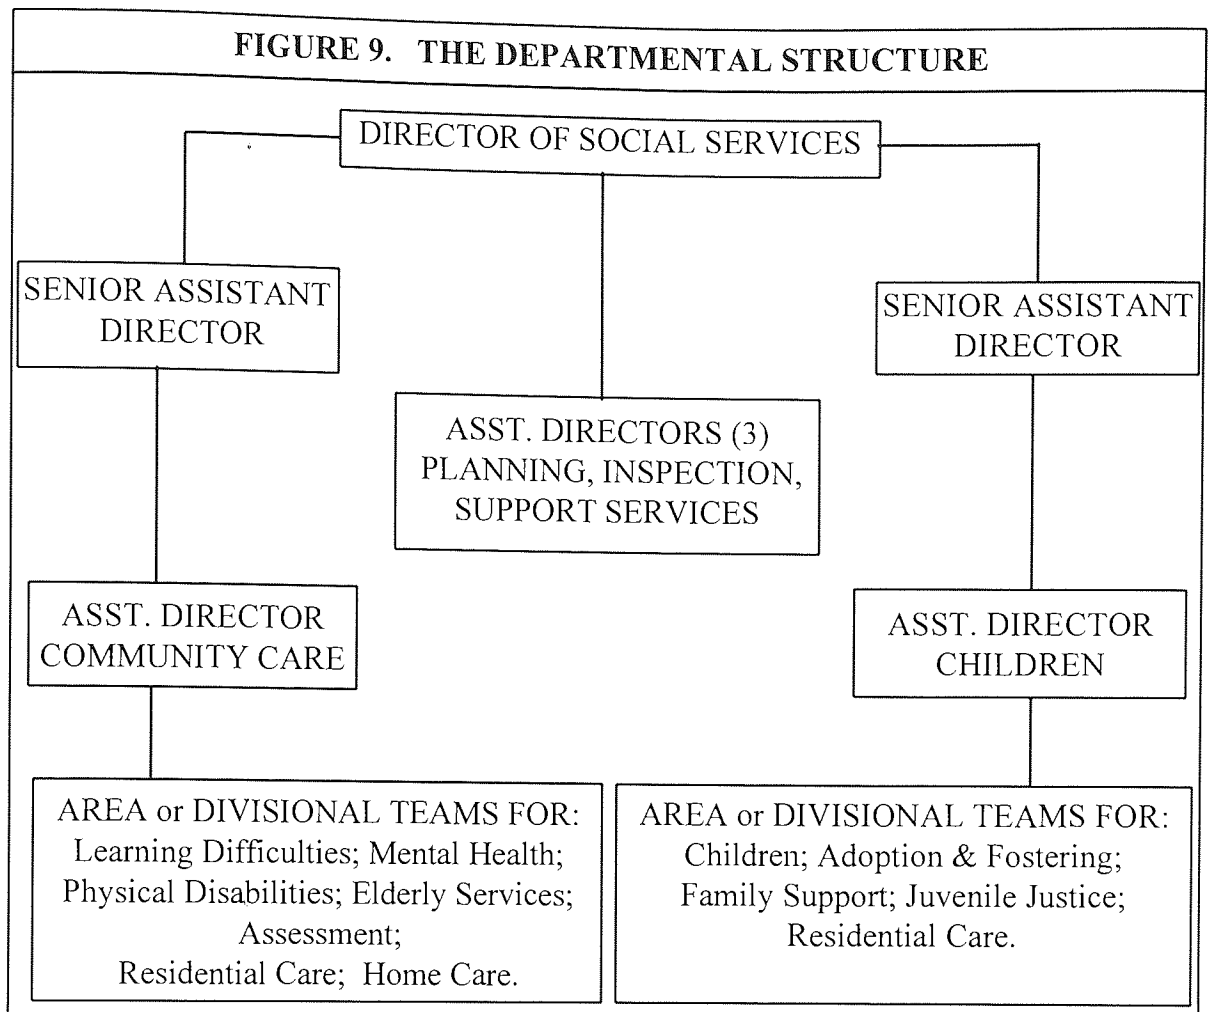 FIGURE 9. THE DEPARTMENTAL STRUCTURE
DIRECTOR OF SOCIAL SERVICES
SENIOR ASSISTANT
DIRECTOR
SENIOR ASSISTANT
DIRECTOR
ASST. DIRECTORS (3)
PLANNING, INSPECTION,
SUPPORT SERVICES
ASST. DIRECTOR
COMMUNITY CARE
ASST. DIRECTOR
CHILDREN
AREA or DIVISIONAL TEAMS FOR:
Learning Difficulties; Mental Health;
Physical Disabilities; Elderly Services;
Assessment;
Residential Care; Home Care.
AREA or DIVISIONAL TEAMS FOR:
Children; Adoption & Fostering;
Family Support; Juvenile Justice;
Residential Care.